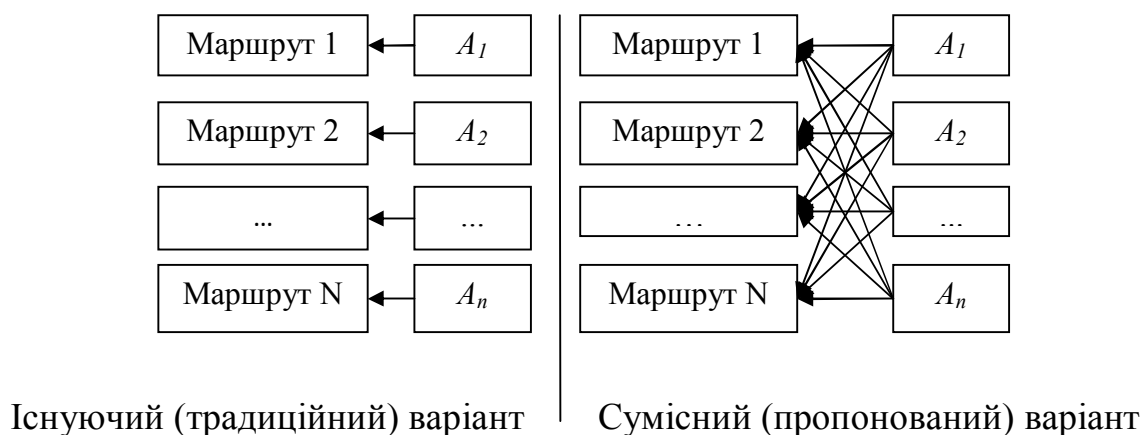 Маршрут 1
A1
Маршрут 2
A2
...
...
Маршрут N
An
Існуючий (традиційний) варіант
Маршрут 1
A1
Маршрут 2
A2
...
...
Маршрут N
An
Сумісний (пропонований) варіант